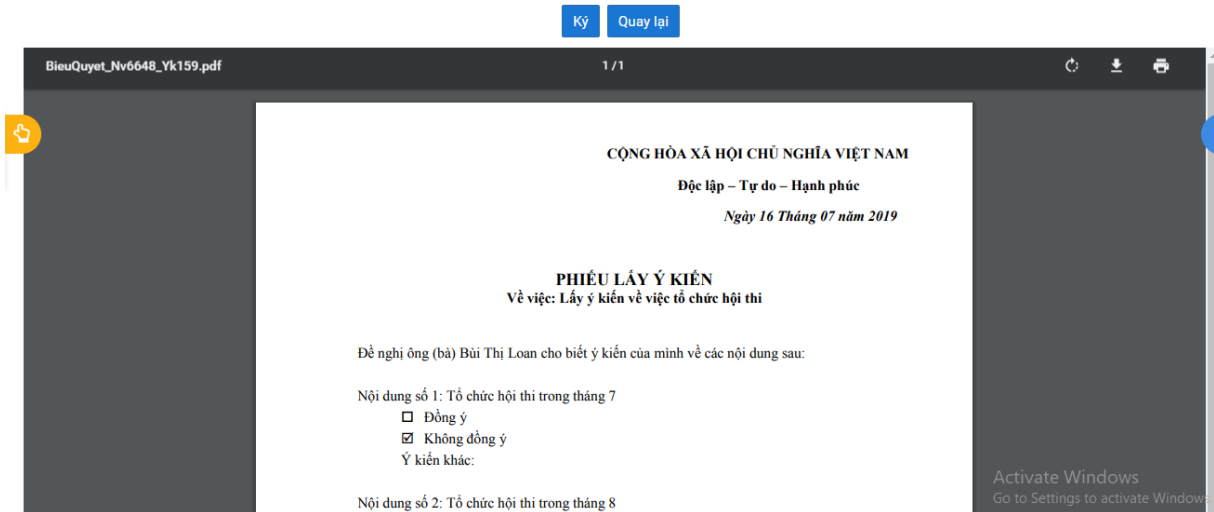 Ký Quay lại
BieuQuyet_Nv6648_Yk159.pdf 1 / 1
CỘNG HÒA XÃ HỘI CHỦ NGHĨA VIỆT NAM
Độc lập – Tự do – Hạnh phúc
Ngày 16 Tháng 07 năm 2019
PHIẾU LẤY Ý KIẾN
Về việc: Lấy ý kiến về việc tổ chức hội thi
Đề nghị ông (bà) Bùi Thị Loan cho biết ý kiến của mình về các nội dung sau:
Nội dung số 1: Tổ chức hội thi trong tháng 7
☐ Đồng ý
☑ Không đồng ý
Ý kiến khác:
Nội dung số 2: Tổ chức hội thi trong tháng 8
Activate Windows
Go to Settings to activate Windows